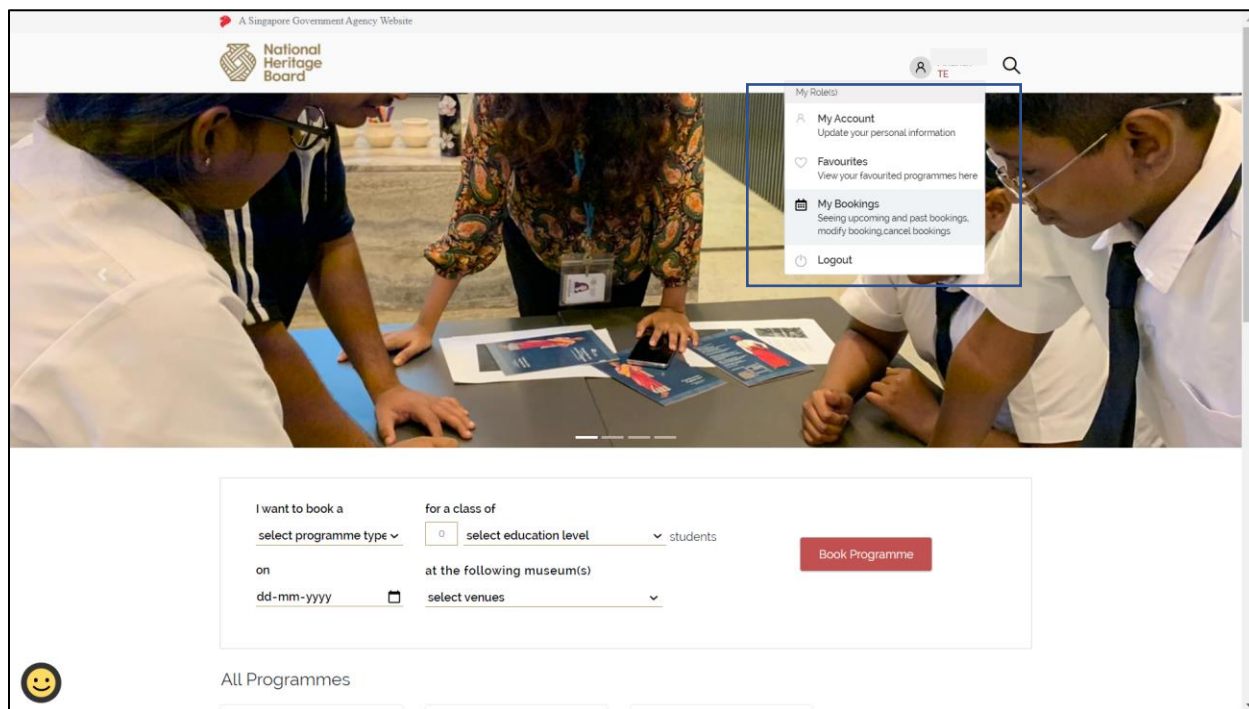 A Singapore Government Agency Website
National
Heritage
Board
TE
My Role(s)
My Account
Update your personal information
Favourites
View your favourited programmes here
My Bookings
Seeing upcoming and past bookings,
modify booking,cancel bookings
Logout
I want to book a
for a class of
select programme type
0
select education level
students
Book Programme
on
at the following museum(s)
dd-mm-yyyy
select venues
All Programmes